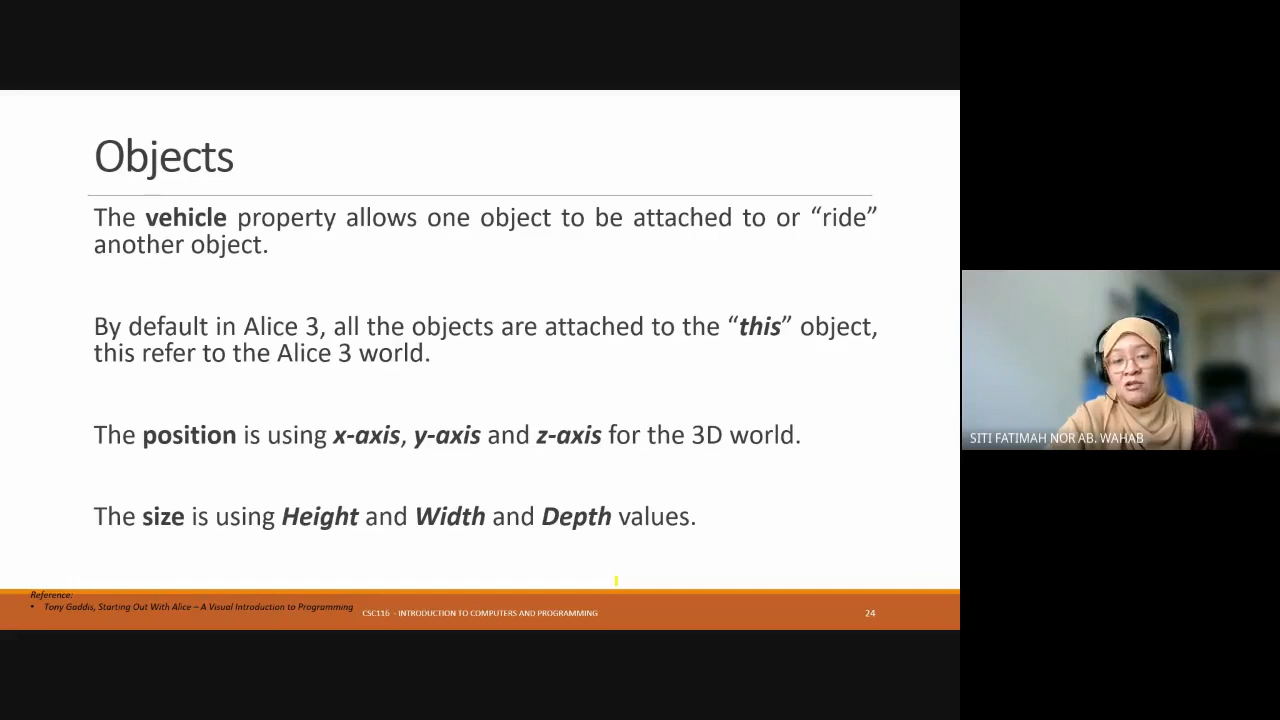 Objects
The vehicle property allows one object to be attached to or “ride”
another object.
By default in Alice 3, all the objects are attached to the “this” object,
this refer to the Alice 3 world.
The position is using x-axis, y-axis and z-axis for the 3D world.
The size is using Height and Width and Depth values.
Reference:
• Tony Gaddis, Starting Out With Alice – A Visual Introduction to Programming
CSC116 - INTRODUCTION TO COMPUTERS AND PROGRAMMING
24
SITI FATIMAH NOR AB. WAHAB